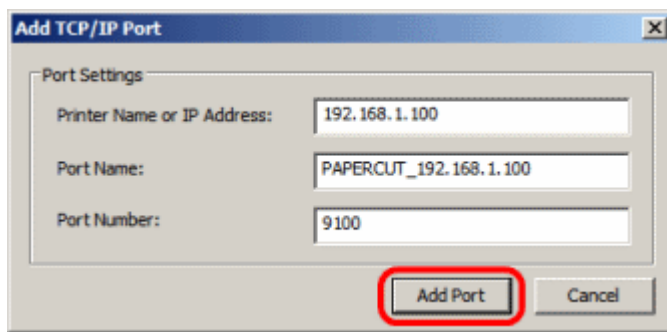 Add TCP/IP Port
Port Settings
Printer Name or IP Address: 192.168.1.100
Port Name: PAPERCUT_192.168.1.100
Port Number: 9100
Add Port Cancel